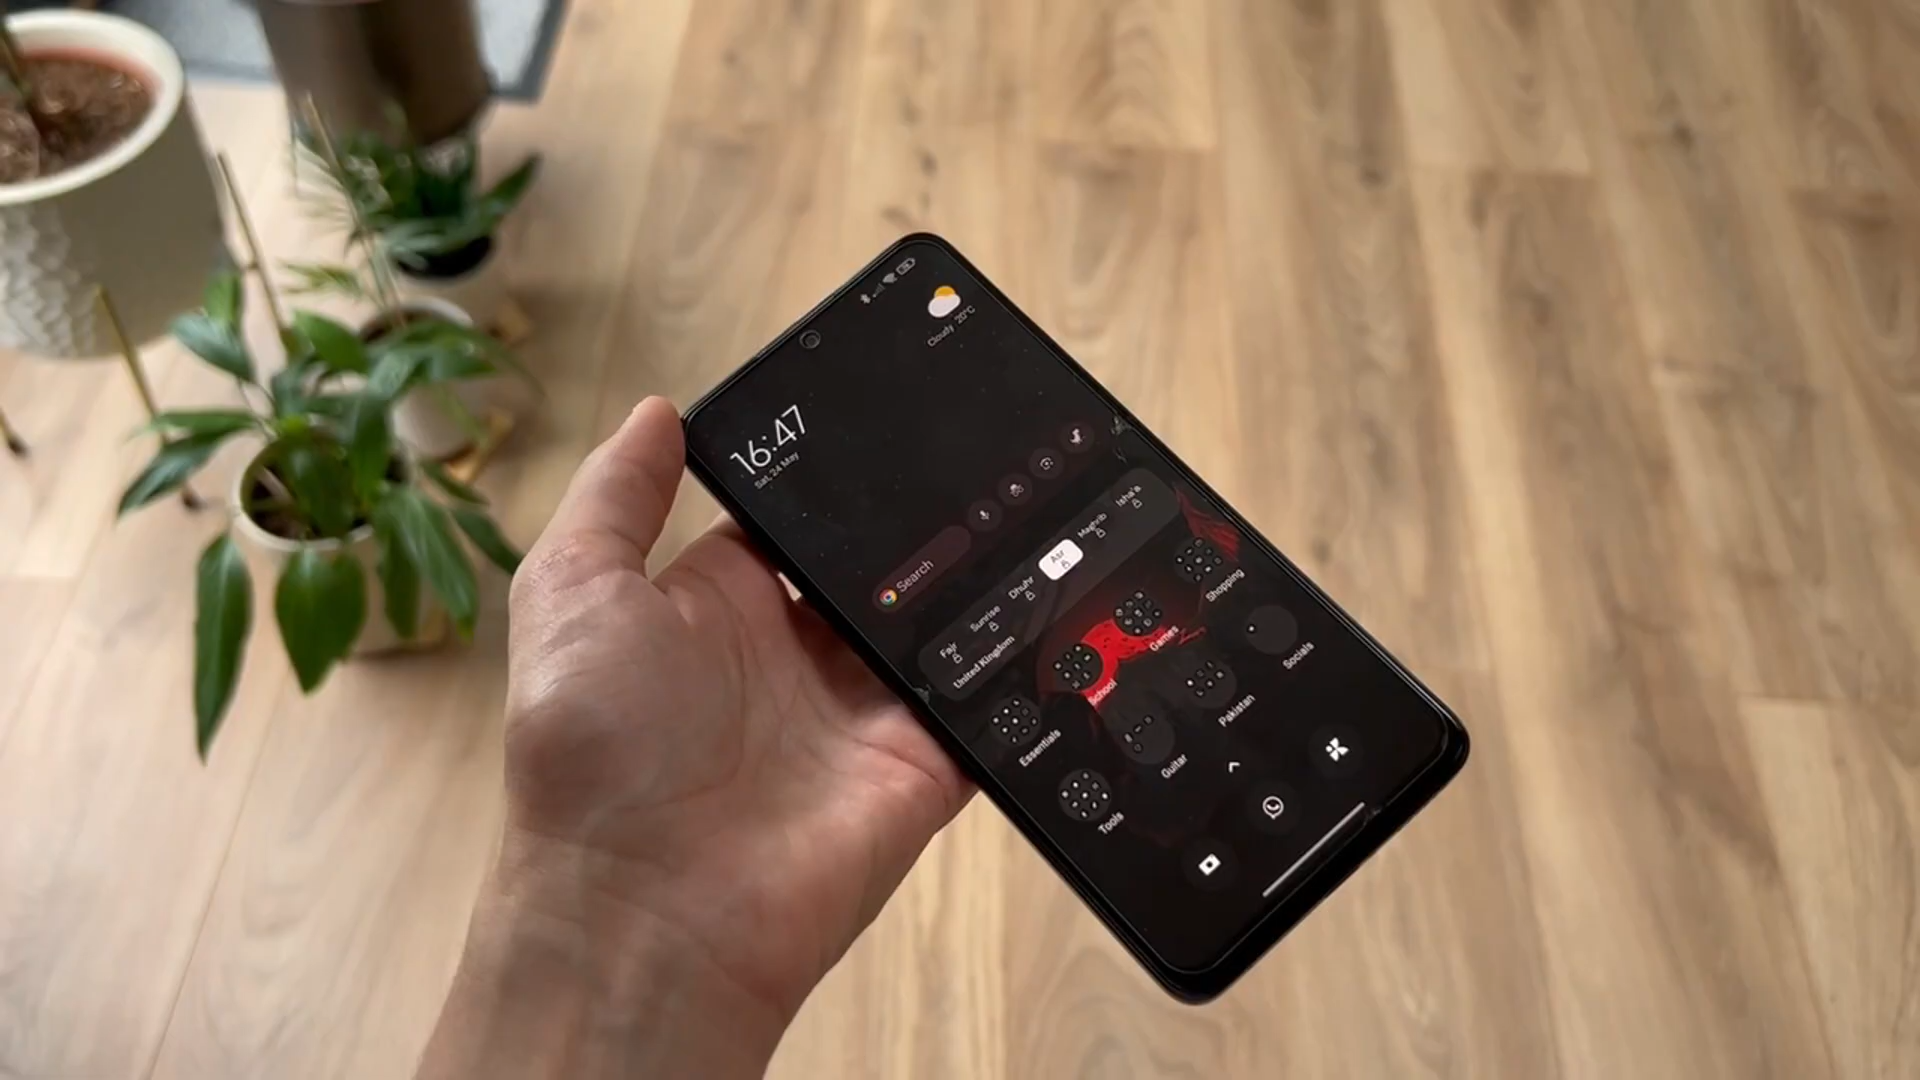 Cloudy 20°C
16:47
Sat, 24 May
Search
Fajr
Sunrise
Dhuhr
Asr
Maghrib
Isha'a
United Kingdom
Essentials
School
Games
Shopping
Tools
Guitar
Pakistan
Socials